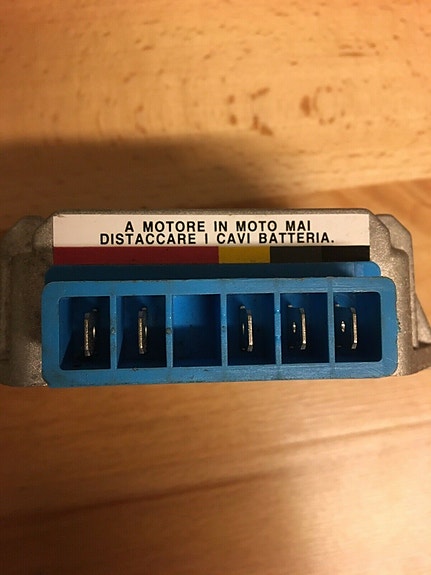 A MOTORE IN MOTO MAI
DISTACCARE I CAVI BATTERIA.